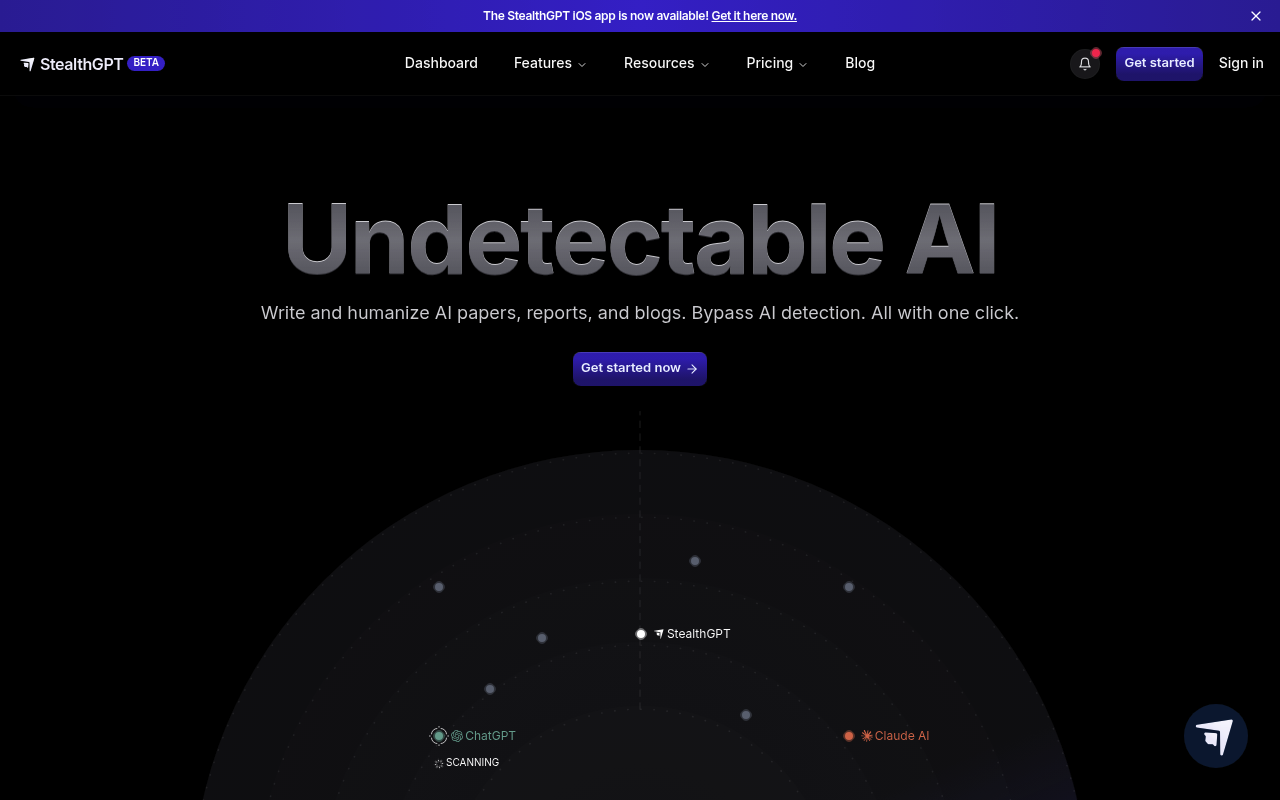 The StealthGPT iOS app is now available! Get it here now.
StealthGPT BETA
Dashboard
Features
Resources
Pricing
Blog
Get started
Sign in
Undetectable AI
Write and humanize AI papers, reports, and blogs. Bypass AI detection. All with one click.
Get started now
StealthGPT
ChatGPT
Claude AI
SCANNING